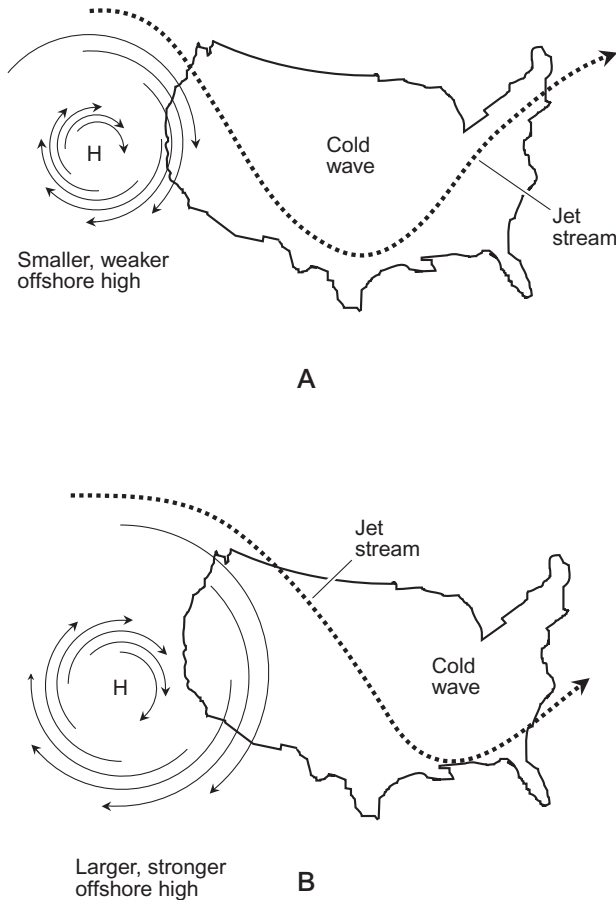 Cold
wave
H
Jet
stream
Smaller, weaker
offshore high
A
Jet
stream
Cold
wave
H
Larger, stronger
offshore high
B